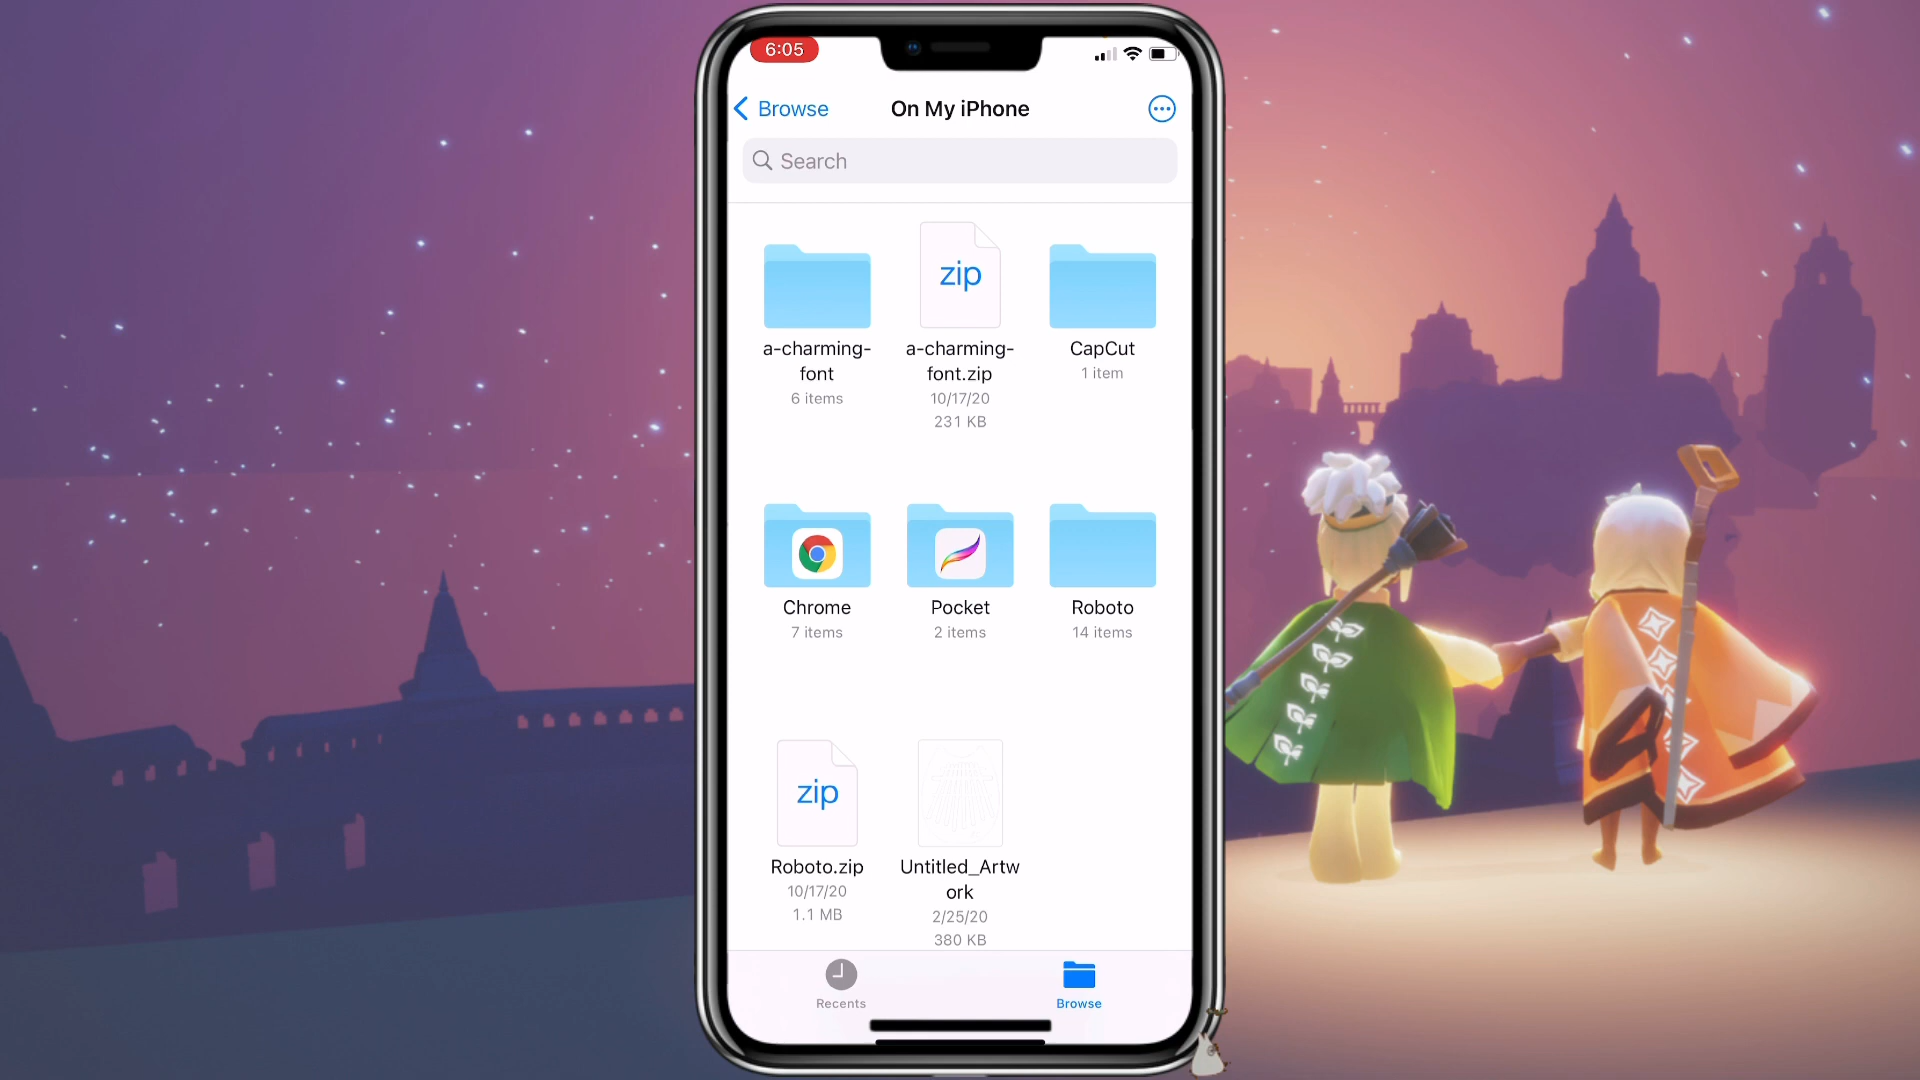 6:05
Browse
On My iPhone
Search
a-charming-
font
6 items
a-charming-
font.zip
10/17/20
231 KB
CapCut
1 item
Chrome
7 items
Pocket
2 items
Roboto
14 items
zip
zip
Roboto.zip
10/17/20
1.1 MB
Untitled_Artw
ork
2/25/20
380 KB
Recents
Browse